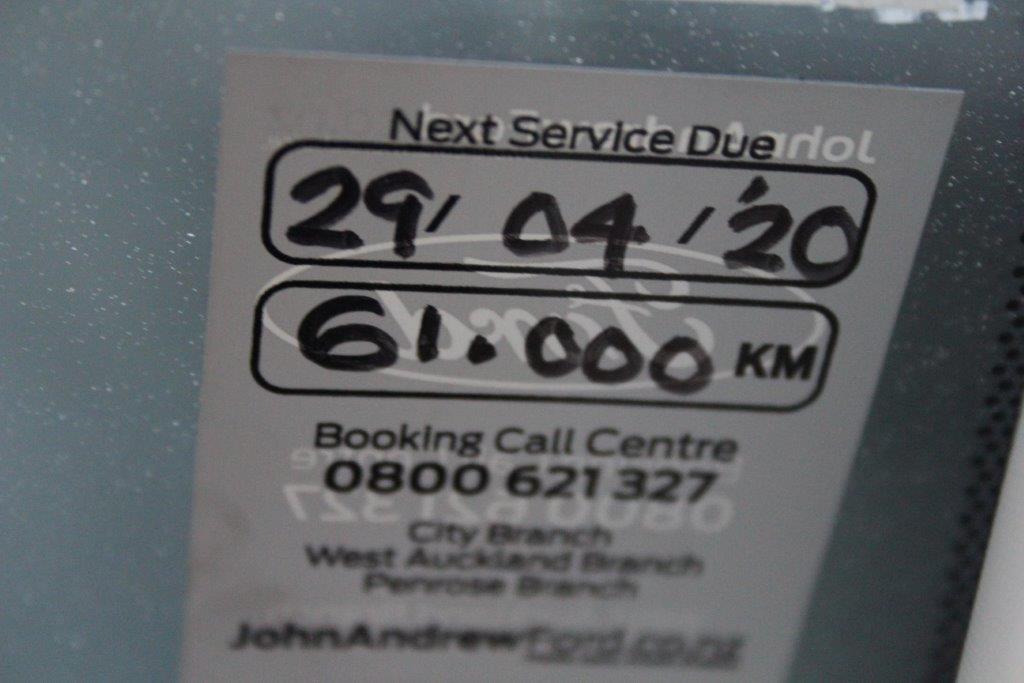 Next Service Due
29/ 04/'20
61.000 KM
Booking Call Centre
0800 621 327
City Branch
West Auckland Branch
Penrose Branch
JohnAndrewFord.co.nz
Ford